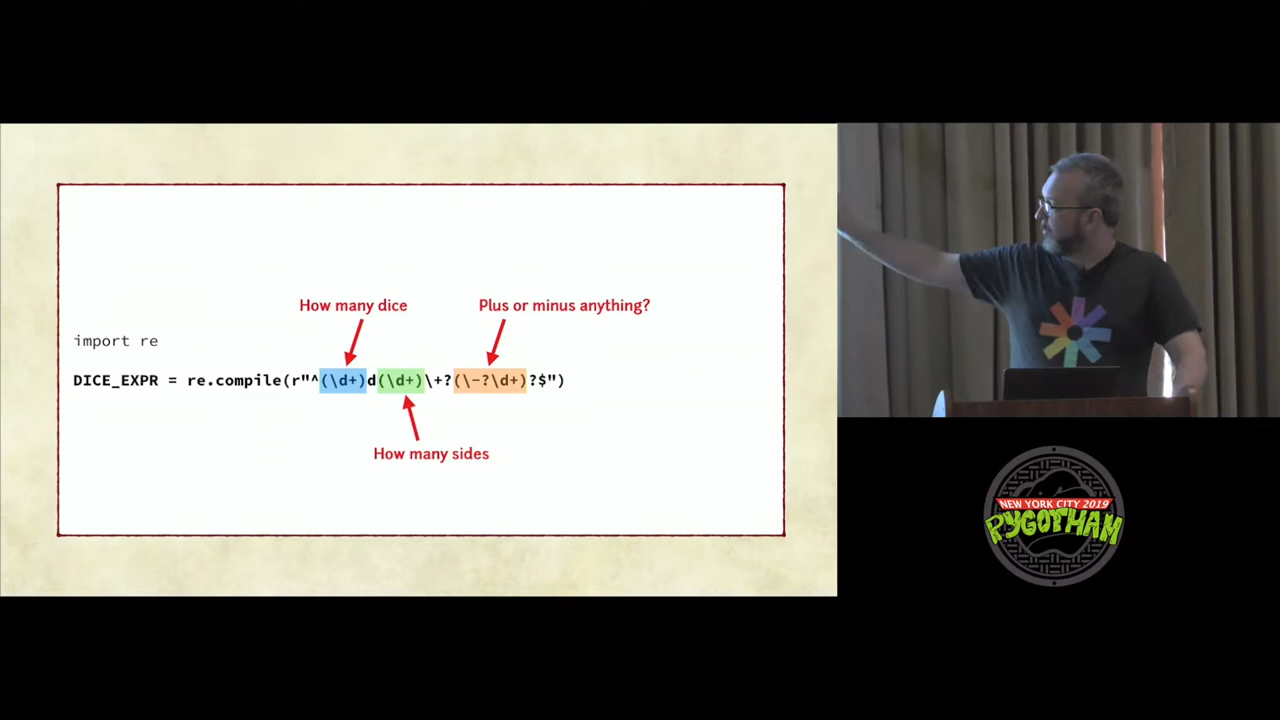 How many dice
Plus or minus anything?
import re
DICE_EXPR = re.compile(r"^(\d+)d(\d+)\+?(\-?\d+)?$")
How many sides
NEW YORK CITY 2019
PYGOTHAM